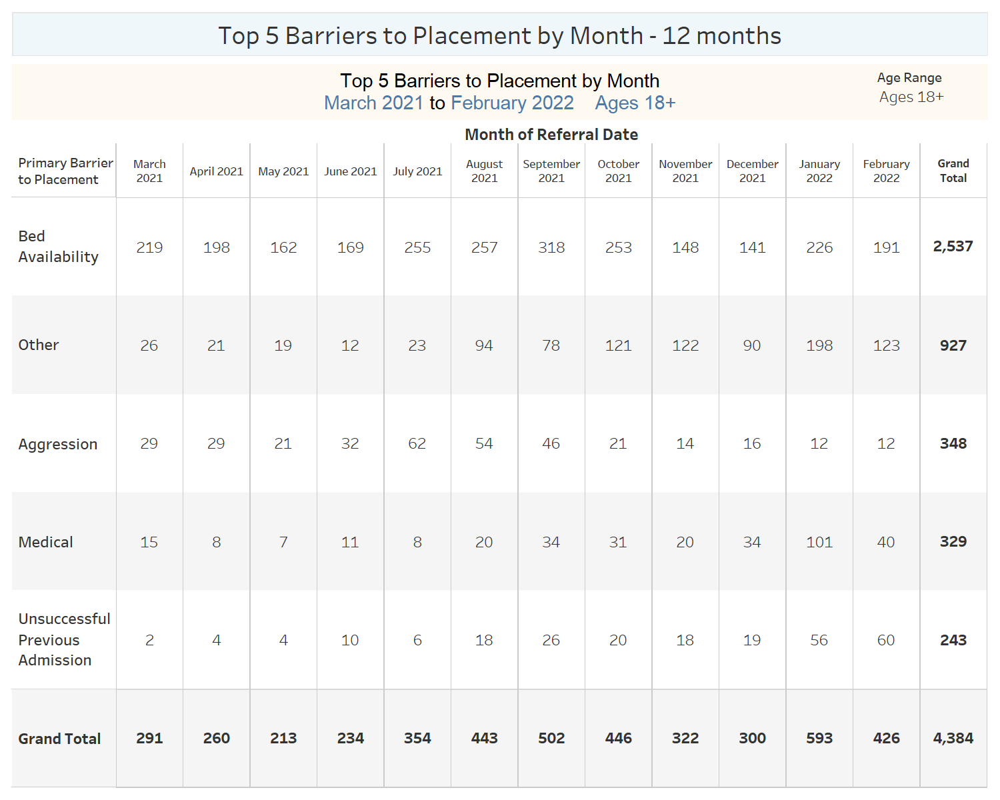 Top 5 Barriers to Placement by Month - 12 months
Top 5 Barriers to Placement by Month
March 2021 to February 2022 Ages 18+
Age Range
Ages 18+
Month of Referral Date
Primary Barrier to Placement March 2021 April 2021 May 2021 June 2021 July 2021 August 2021 September 2021 October 2021 November 2021 December 2021 January 2022 February 2022 Grand Total
Bed Availability 219 198 162 169 255 257 318 253 148 141 226 191 2,537
Other 26 21 19 12 23 94 78 121 122 90 198 123 927
Aggression 29 29 21 32 62 54 46 21 14 16 12 12 348
Medical 15 8 7 11 8 20 34 31 20 34 101 40 329
Unsuccessful Previous Admission 2 4 4 10 6 18 26 20 18 19 56 60 243
Grand Total 291 260 213 234 354 443 502 446 322 300 593 426 4,384